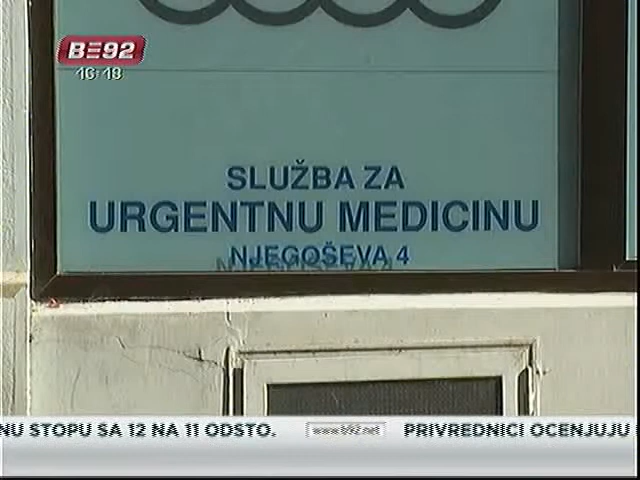 BE92
16:18
SLUŽBA ZA
URGENTNU MEDICINU
NJEGOŠEVA 4
NU STOPU SA 12 NA 11 ODSTO. www.b92.net PRIVREDNICI OCENJUJU